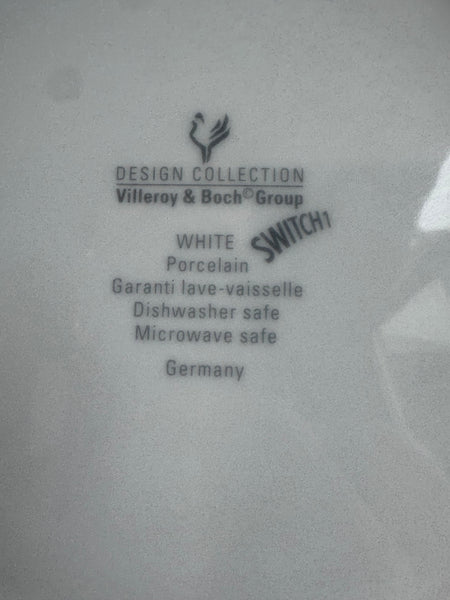 DESIGN COLLECTION
Villeroy & Boch©Group
WHITE
SWITCH1
Porcelain
Garanti lave-vaisselle
Dishwasher safe
Microwave safe
Germany